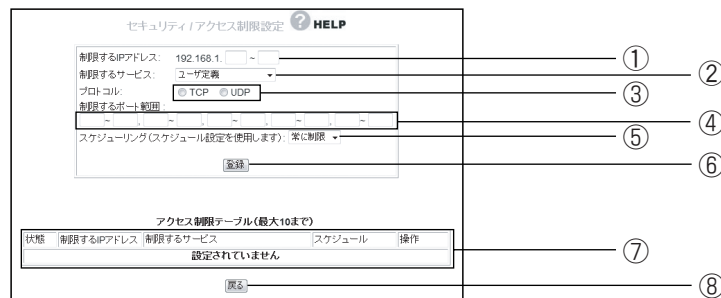 セキュリティ / アクセス制限設定 ? HELP
制限するIPアドレス: 192.168.1. ~ ①
制限するサービス: ユーザ定義 ②
プロトコル: TCP UDP ③
制限するポート範囲:
~ , ~ , ~ , ~ , ~ ④
スケジューリング(スケジュール設定を使用します): 常に制限 ⑤
登録 ⑥
アクセス制限テーブル(最大10まで)
状態 制限するIPアドレス 制限するサービス スケジュール 操作
設定されていません ⑦
戻る ⑧